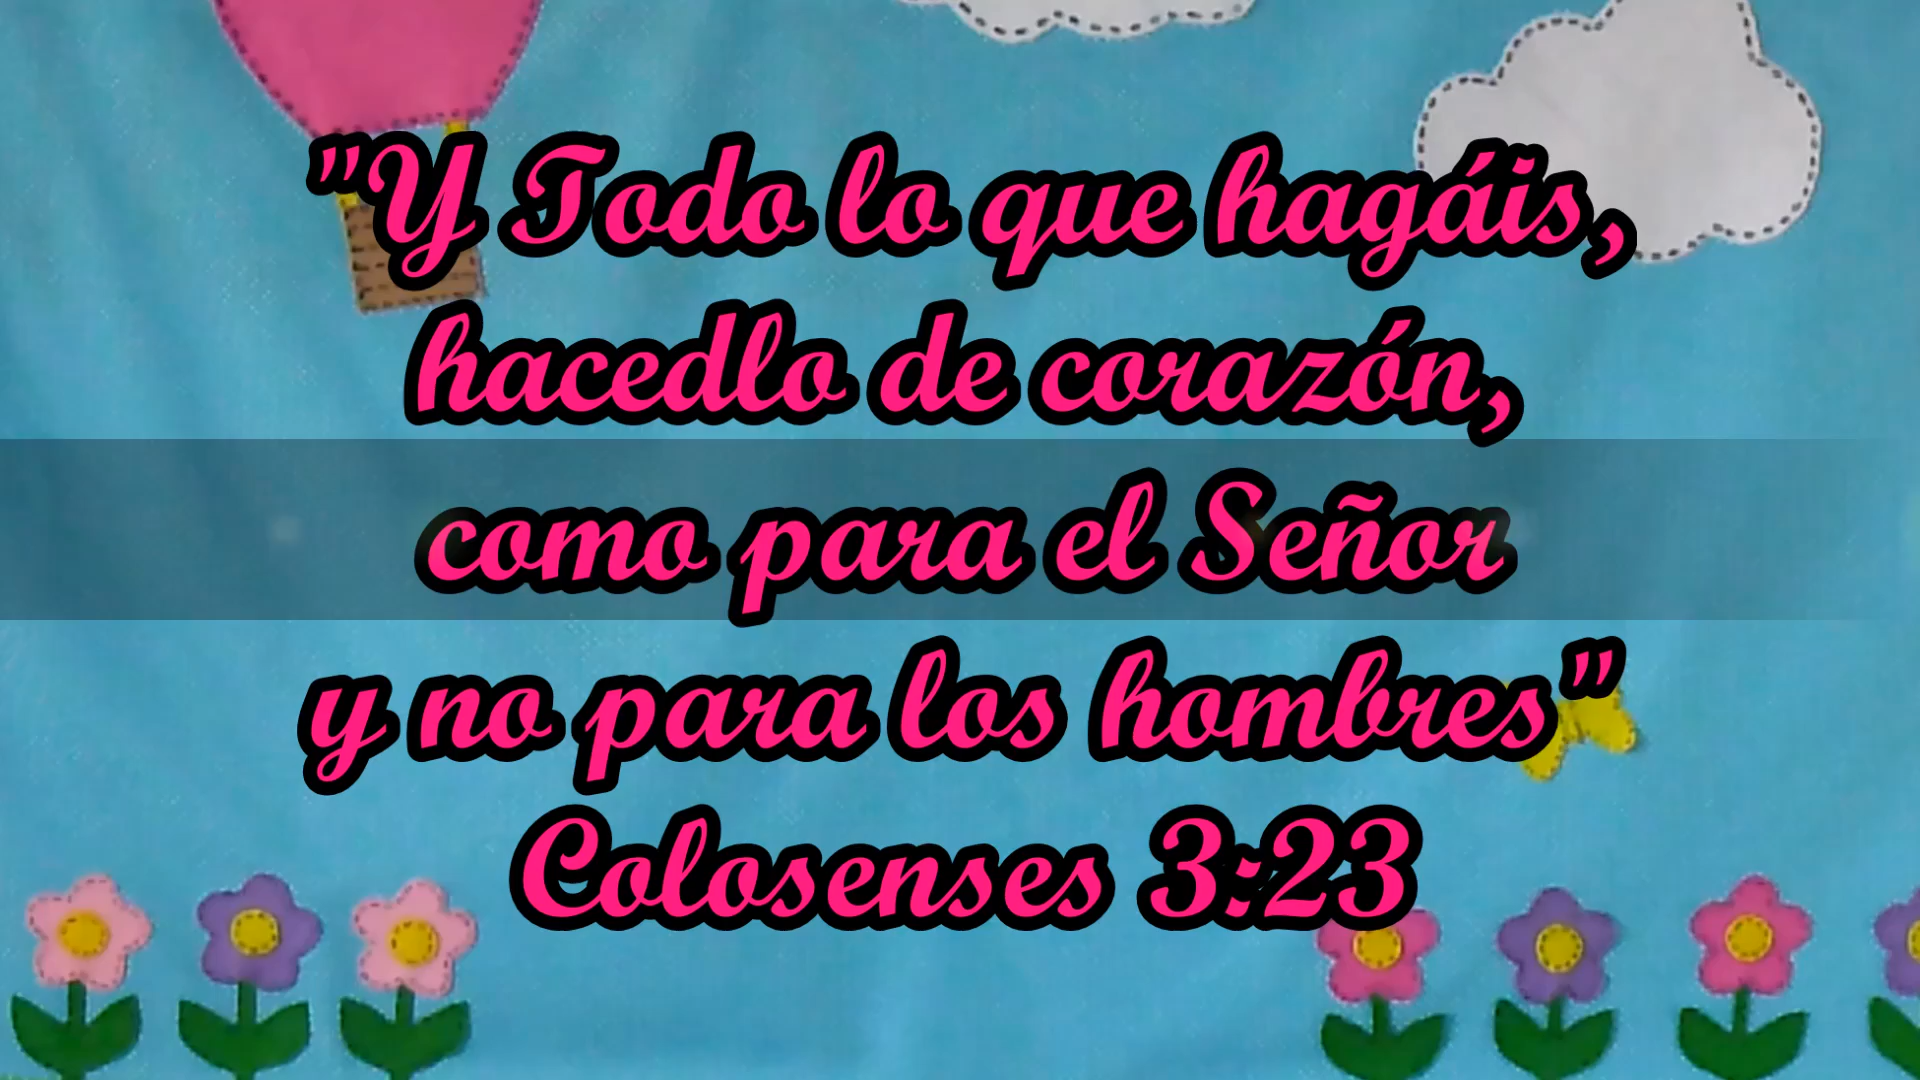 "Y Todo lo que hagáis,
hacedlo de corazón,
como para el Señor
y no para los hombres"
Colosenses 3:23